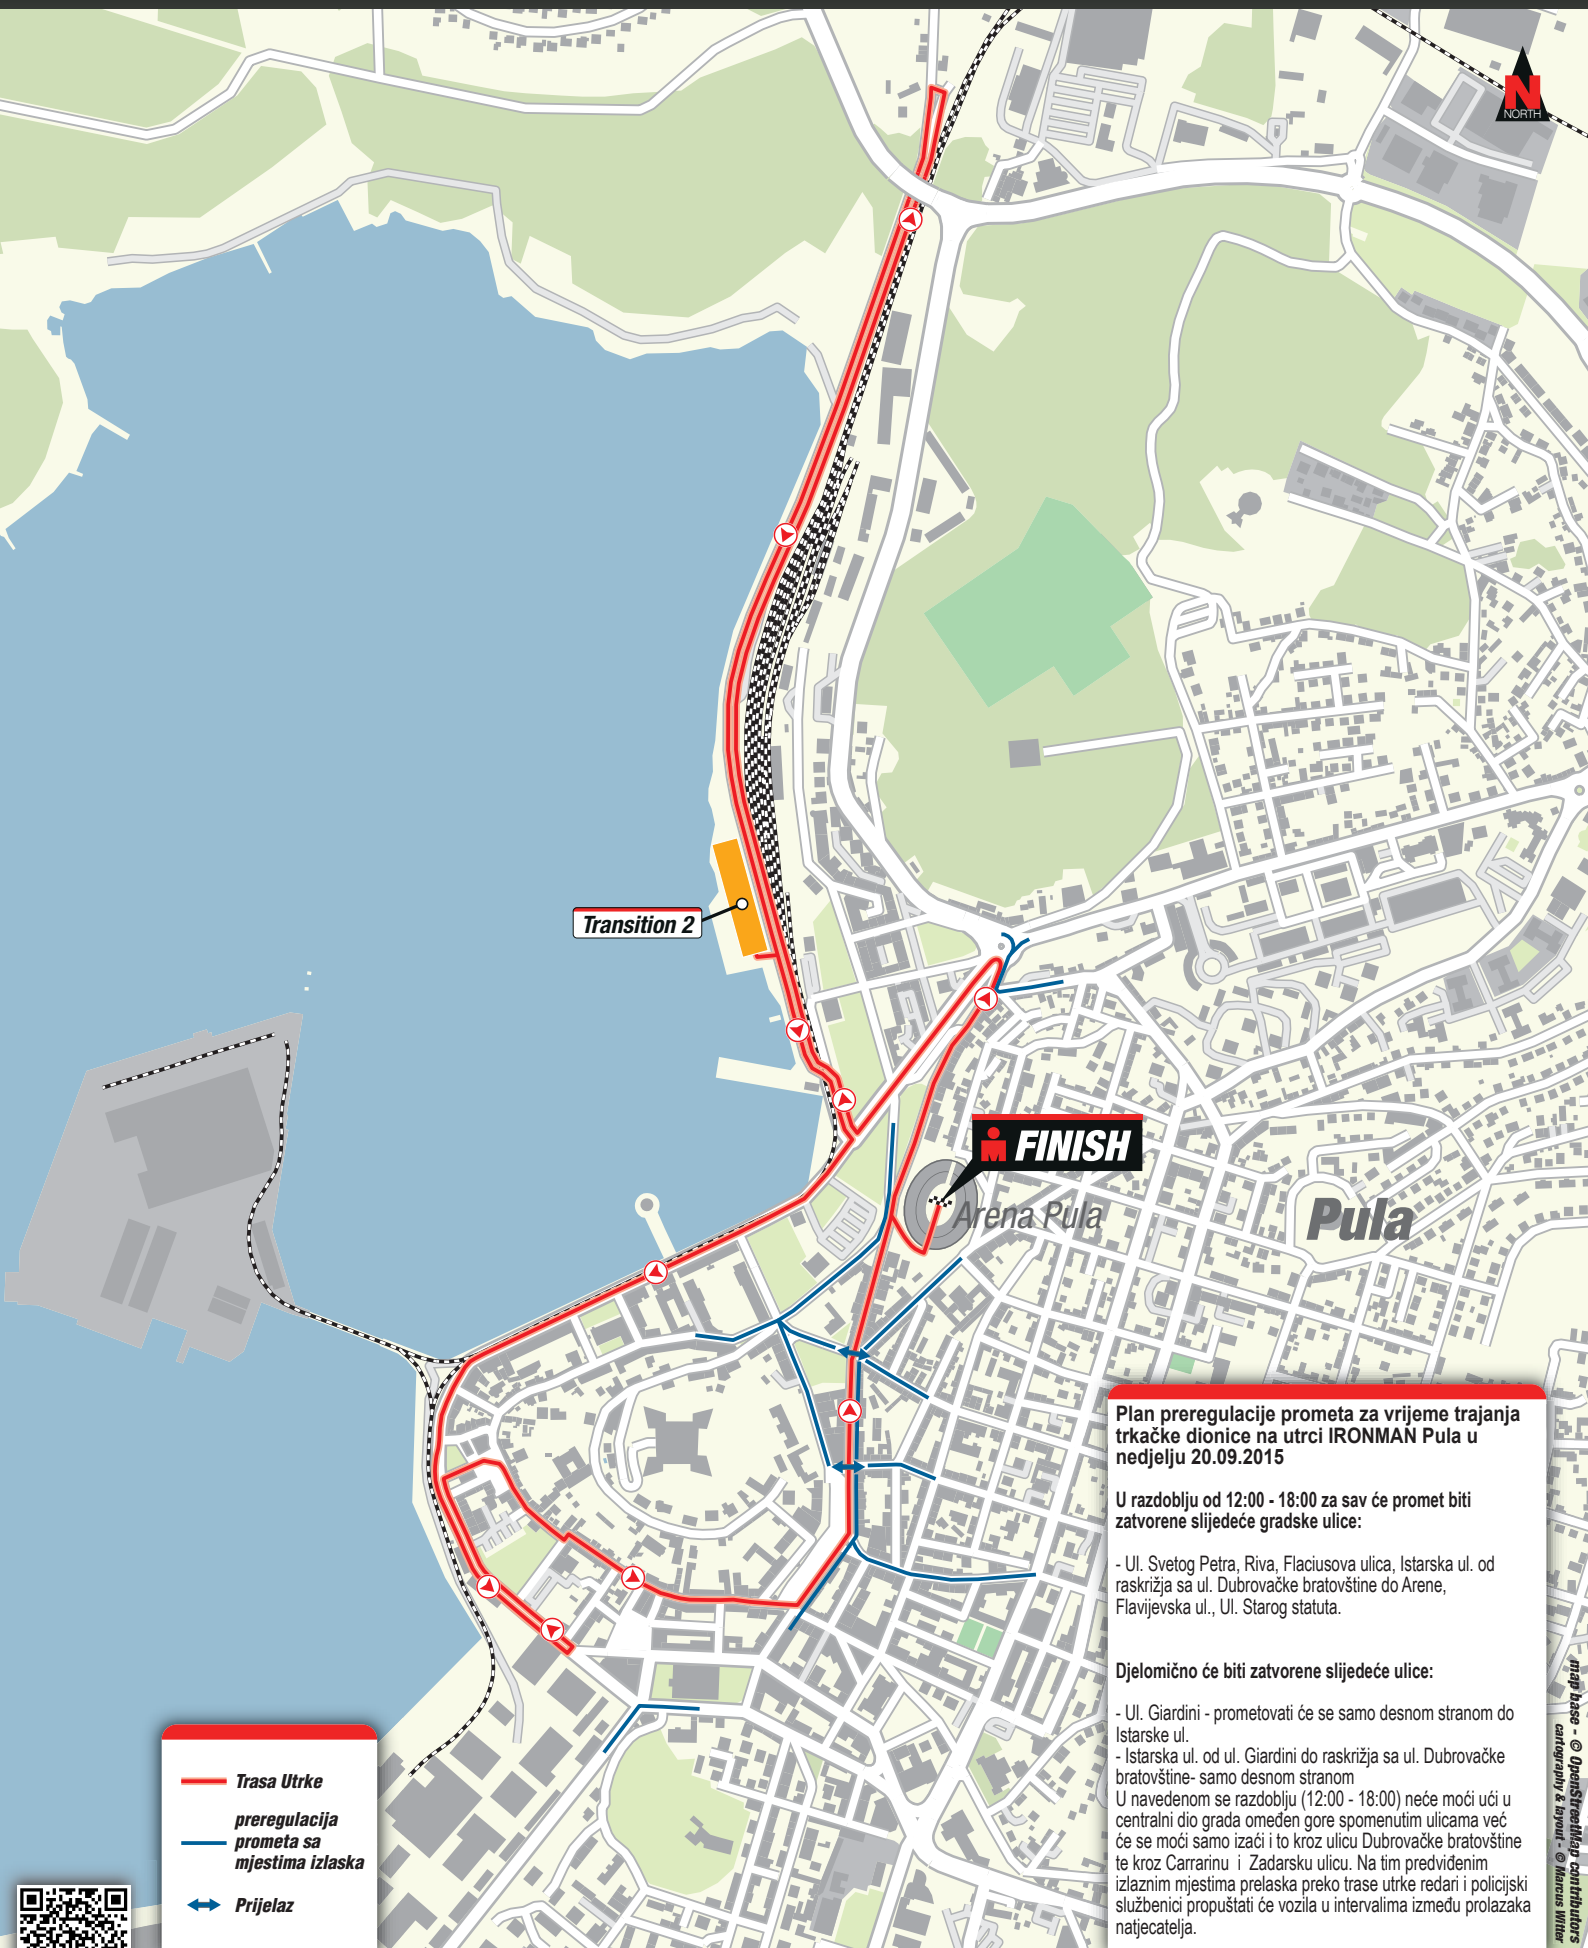 N
NORTH
Transition 2
FINISH
Arena Pula
Pula
Plan preregulacije prometa za vrijeme trajanja
trkačke dionice na utrci IRONMAN Pula u
nedjelju 20.09.2015
U razdoblju od 12:00 - 18:00 za sav će promet biti
zatvorene slijedeće gradske ulice:
- Ul. Svetog Petra, Riva, Flaciusova ulica, Istarska ul. od
raskrižja sa ul. Dubrovačke bratovštine do Arene,
Flavijevska ul., Ul. Starog statuta.
Djelomično će biti zatvorene slijedeće ulice:
- Ul. Giardini - prometovati će se samo desnom stranom do
Istarske ul.
- Istarska ul. od ul. Giardini do raskrižja sa ul. Dubrovačke
bratovštine- samo desnom stranom
U navedenom se razdoblju (12:00 - 18:00) neće moći ući u
centralni dio grada omeđen gore spomenutim ulicama već
će se moći samo izaći i to kroz ulicu Dubrovačke bratovštine
te kroz Carrarinu i Zadarsku ulicu. Na tim predviđenim
izlaznim mjestima prelaska preko trase utrke redari i policijski
službenici propuštati će vozila u intervalima između prolazaka
natjecatelja.
Trasa Utrke
preregulacija
prometa sa
mjestima izlaska
Prijelaz
map base - © OpenStreetMap contributors
cartography & layout - © Marcus Witter